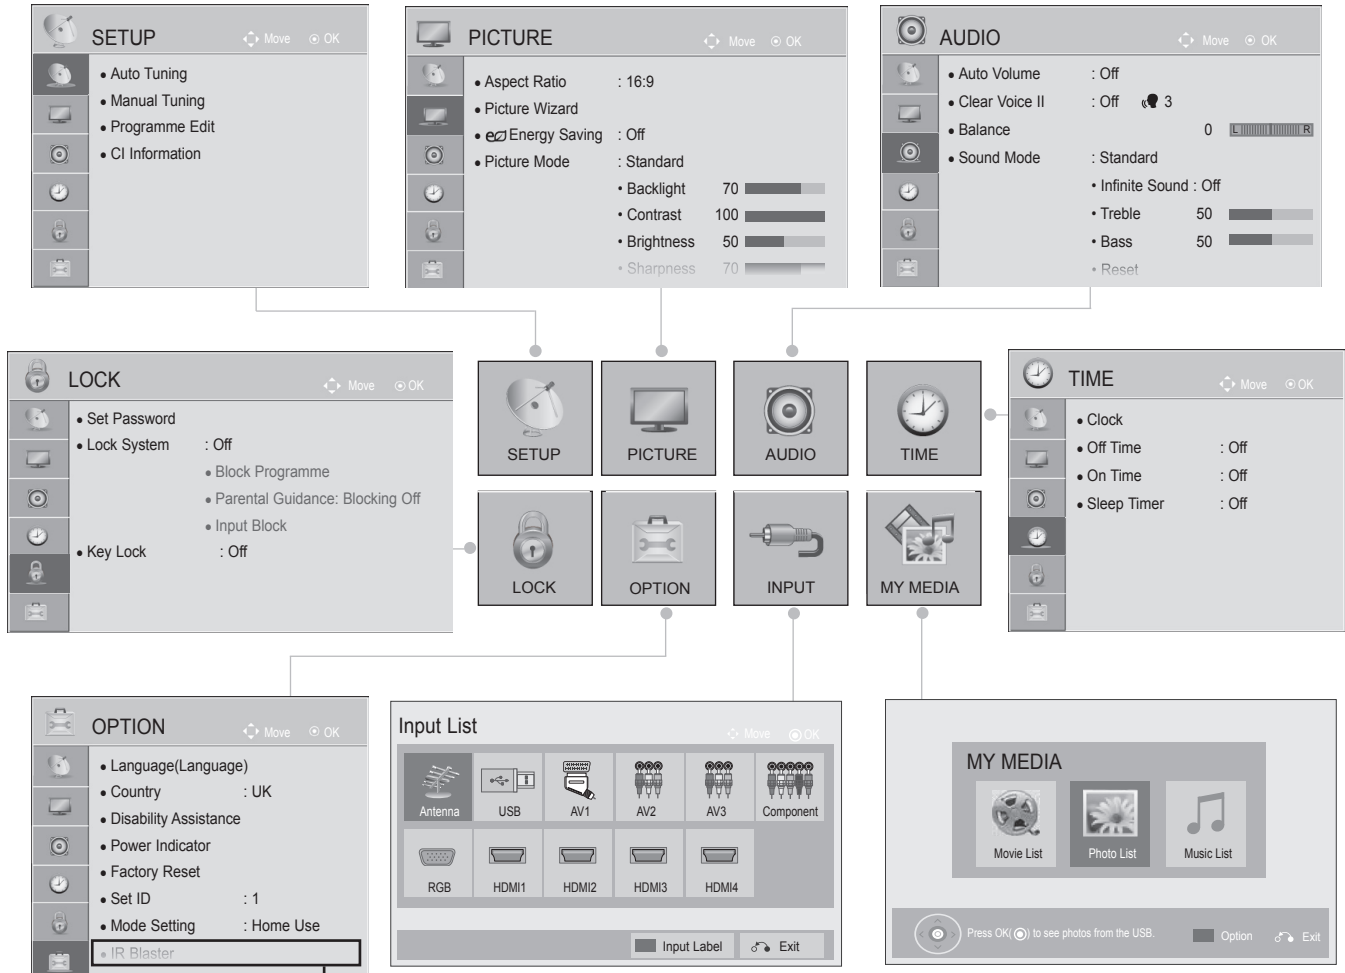 SETUP
Move OK
• Auto Tuning
• Manual Tuning
• Programme Edit
• CI Information
PICTURE
Move OK
• Aspect Ratio : 16:9
• Picture Wizard
• Energy Saving : Off
• Picture Mode : Standard
• Backlight 70
• Contrast 100
• Brightness 50
• Sharpness 70
AUDIO
Move OK
• Auto Volume : Off
• Clear Voice II : Off 3
• Balance 0 L R
• Sound Mode : Standard
• Infinite Sound : Off
• Treble 50
• Bass 50
• Reset
LOCK
Move OK
• Set Password
• Lock System : Off
• Block Programme
• Parental Guidance: Blocking Off
• Input Block
• Key Lock : Off
SETUP
PICTURE
AUDIO
TIME
LOCK
OPTION
INPUT
MY MEDIA
TIME
Move OK
• Clock
• Off Time : Off
• On Time : Off
• Sleep Timer : Off
OPTION
Move OK
• Language(Language)
• Country : UK
• Disability Assistance
• Power Indicator
• Factory Reset
• Set ID : 1
• Mode Setting : Home Use
• IR Blaster
Input List
Move OK
Antenna USB AV1 AV2 AV3 Component
RGB HDMI1 HDMI2 HDMI3 HDMI4
Input Label Exit
MY MEDIA
Movie List Photo List Music List
Press OK(◉) to see photos from the USB.
Option Exit